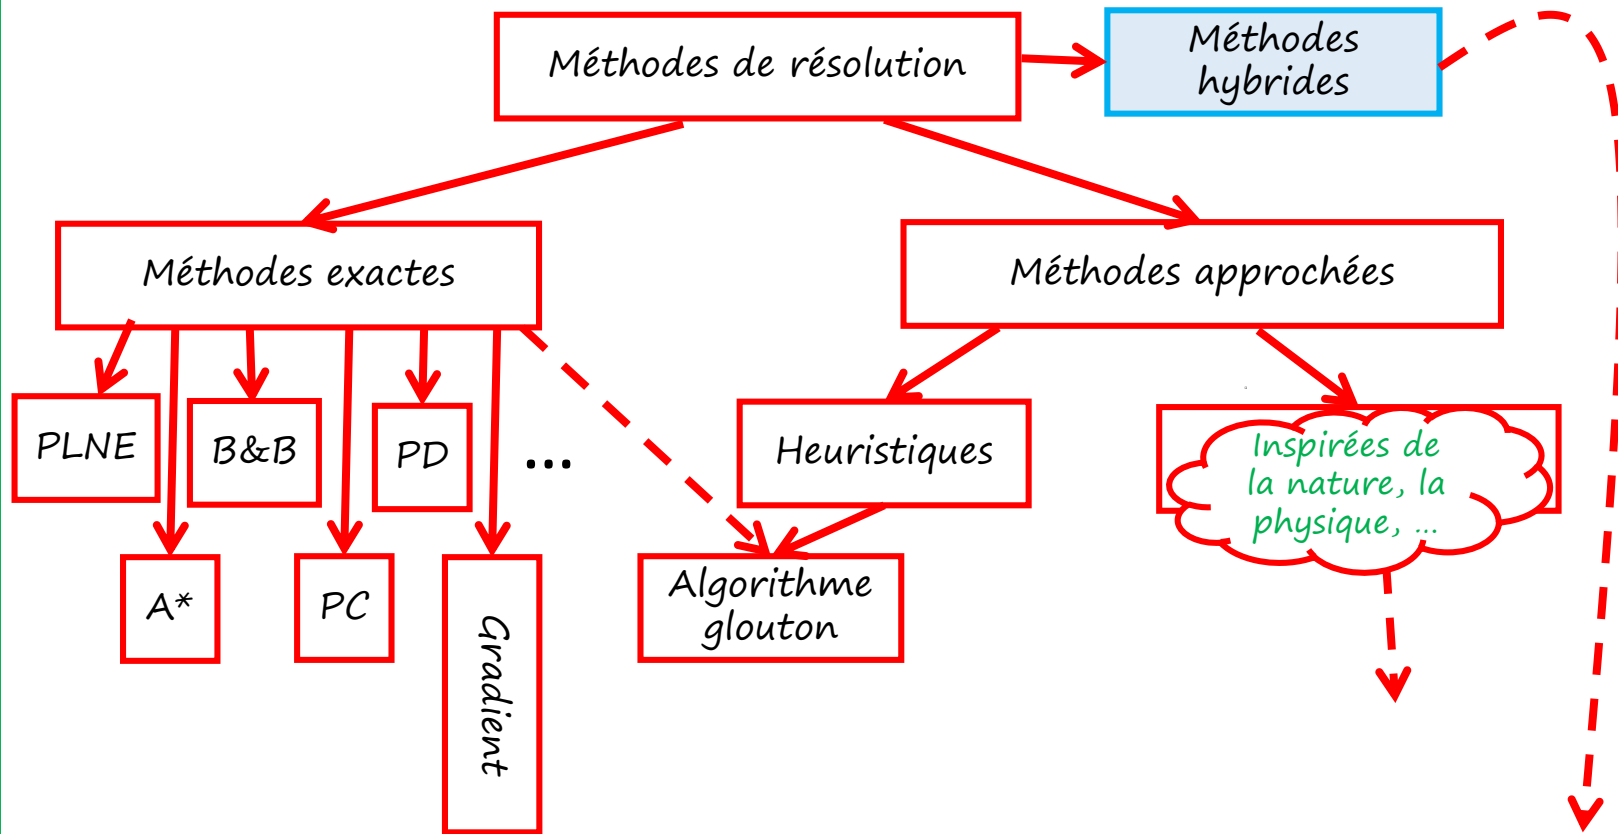 Méthodes de résolution
Méthodes
hybrides
Méthodes exactes
Méthodes approchées
PLNE
B&B
PD
...
Heuristiques
Inspirées de
la nature, la
physique, ...
A*
PC
Gradient
Algorithme
glouton